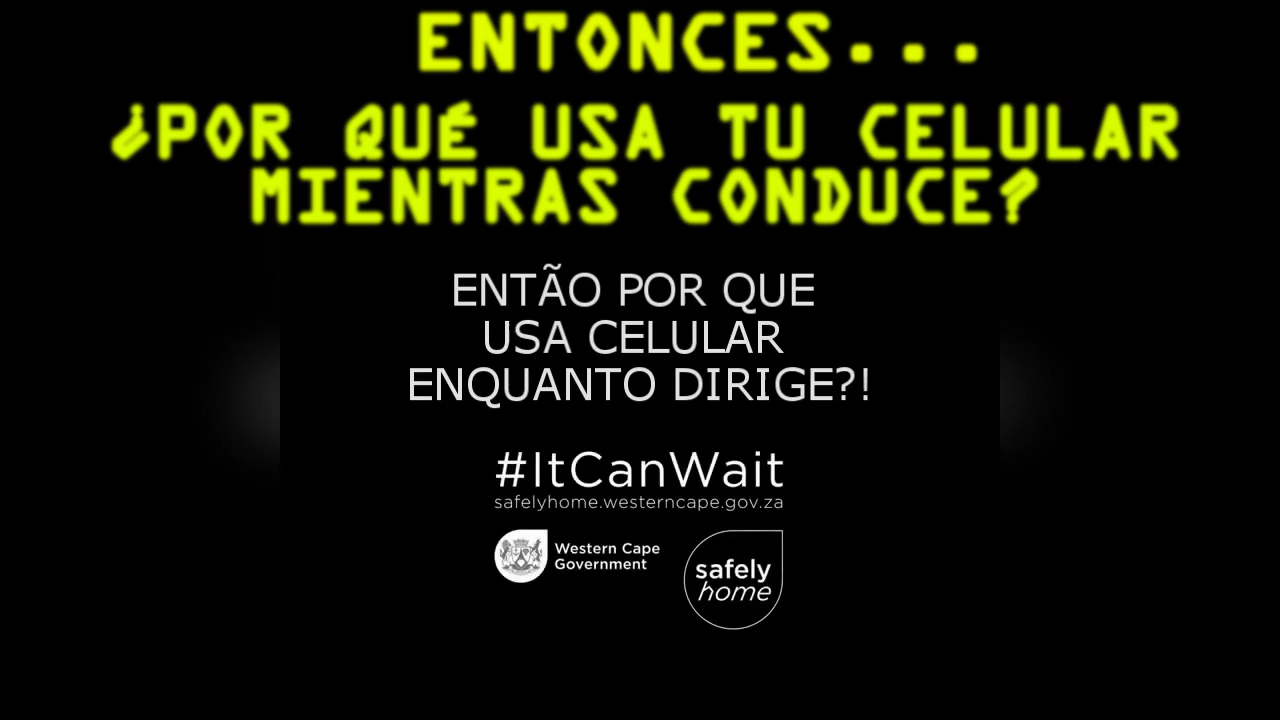 ENTONCES...
¿POR QUÉ USA TU CELULAR
MIENTRAS CONDUCE?
ENTÃO POR QUE
USA CELULAR
ENQUANTO DIRIGE?!
#ItCanWait
safelyhome.westerncape.gov.za
Western Cape
Government
safely
home